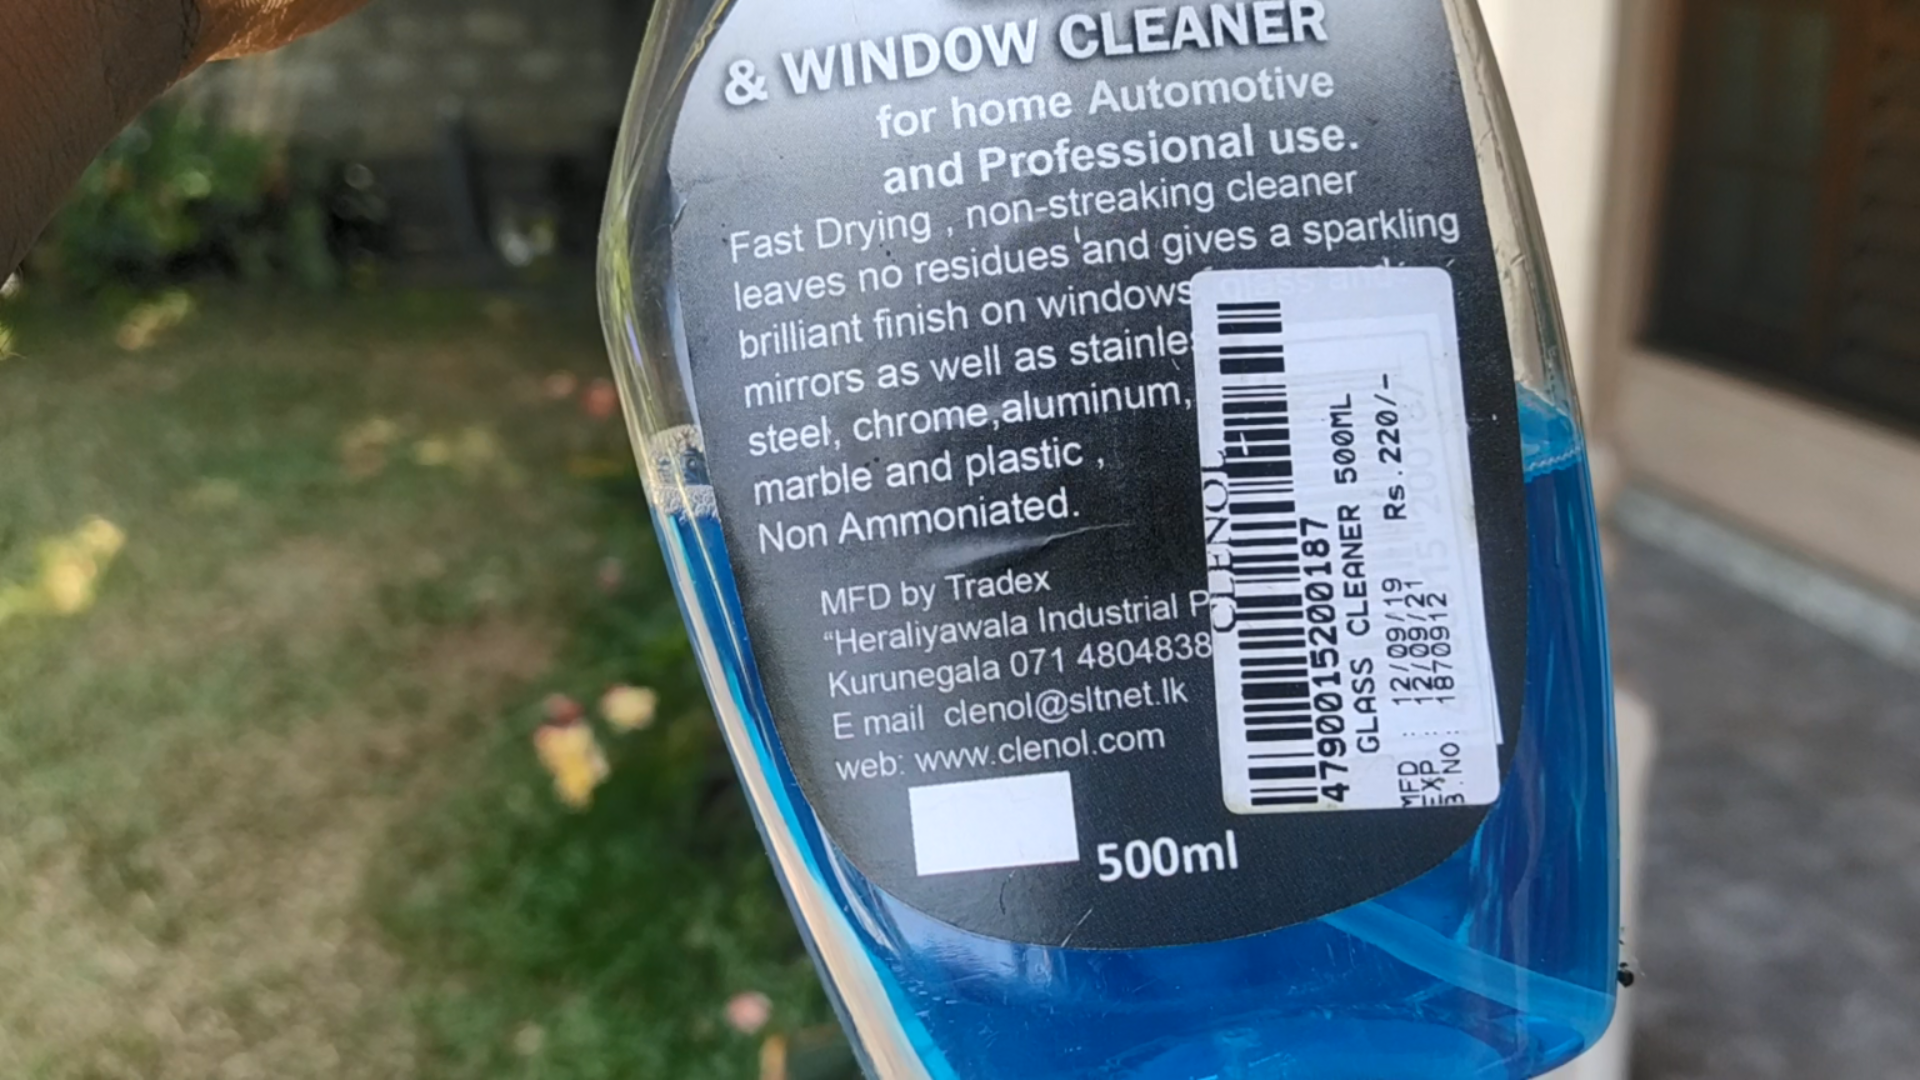 & WINDOW CLEANER
for home Automotive
and Professional use.
Fast Drying , non-streaking cleaner
leaves no residues and gives a sparkling
brilliant finish on windows, glass and
mirrors as well as stainles
steel, chrome,aluminum,
marble and plastic ,
Non Ammoniated.
MFD by Tradex
"Heraliyawala Industrial P
Kurunegala 071 4804838
E mail clenol@sltnet.lk
web: www.clenol.com
500ml
CLENOL
4790015200187
GLASS CLEANER 500ML
Rs.220/-
MFD : 12/09/19
EXP : 12/09/21
B.NO: 1870912